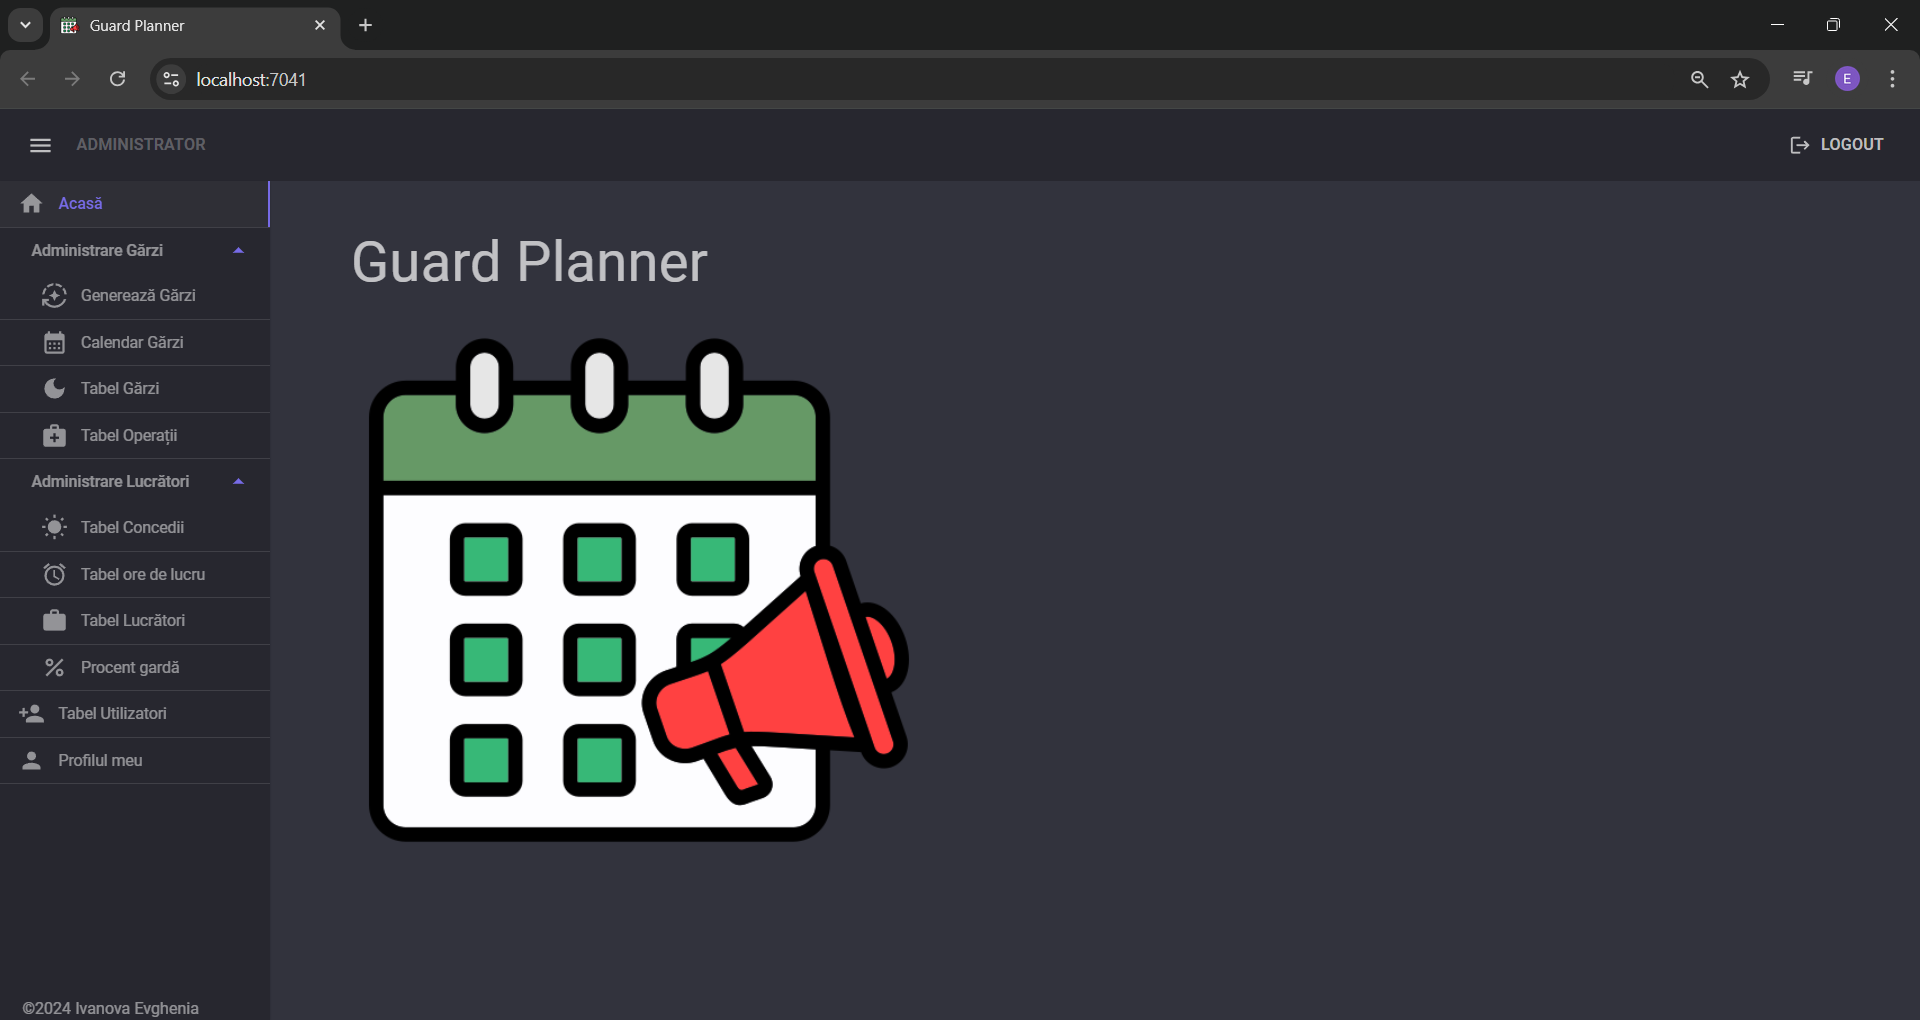 Guard Planner
localhost:7041
E
ADMINISTRATOR
LOGOUT
Acasă
Administrare Gărzi
Generează Gărzi
Calendar Gărzi
Tabel Gărzi
Tabel Operații
Administrare Lucrători
Tabel Concedii
Tabel ore de lucru
Tabel Lucrători
Procent gardă
Tabel Utilizatori
Profilul meu
©2024 Ivanova Evghenia
Guard Planner